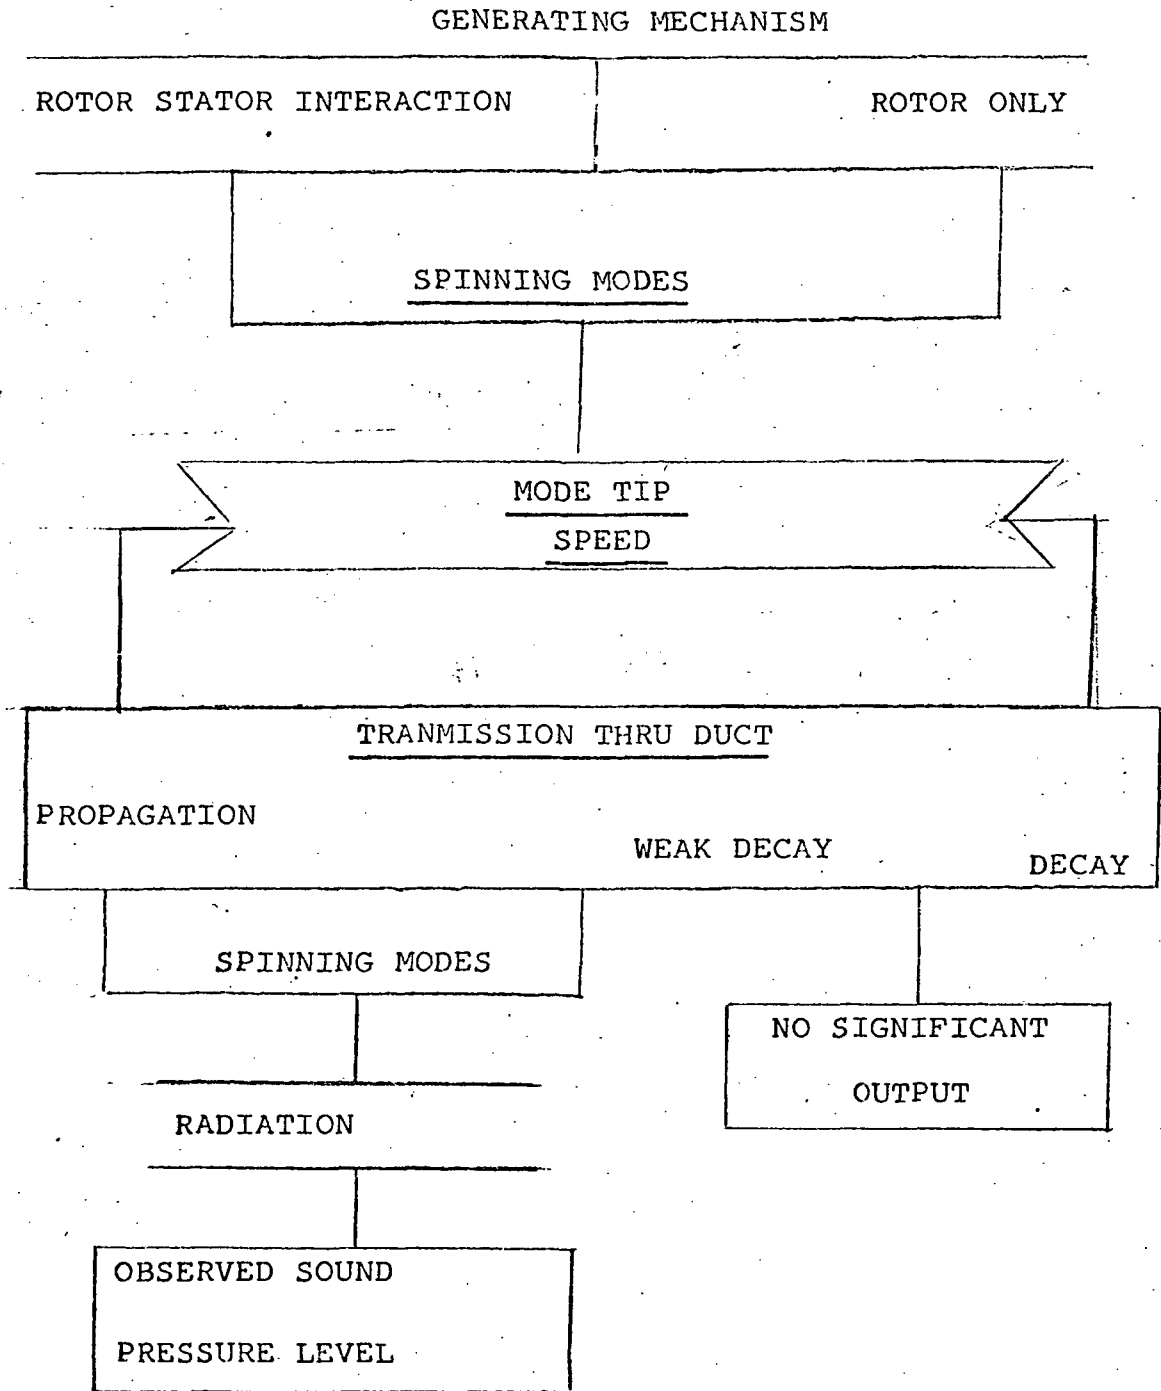 GENERATING MECHANISM
ROTOR STATOR INTERACTION
ROTOR ONLY
SPINNING MODES
MODE TIP
SPEED
TRANMISSION THRU DUCT
PROPAGATION
WEAK DECAY
DECAY
SPINNING MODES
NO SIGNIFICANT
OUTPUT
RADIATION
OBSERVED SOUND
PRESSURE LEVEL